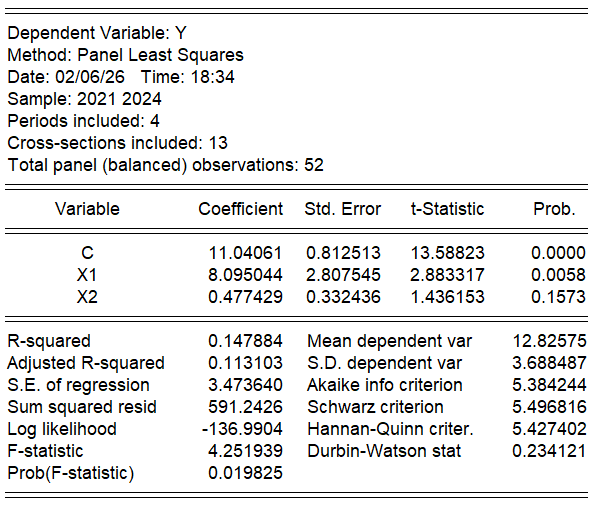 Dependent Variable: Y
Method: Panel Least Squares
Date: 02/06/26   Time: 18:34
Sample: 2021 2024
Periods included: 4
Cross-sections included: 13
Total panel (balanced) observations: 52
Variable Coefficient Std. Error t-Statistic Prob.
C 11.04061 0.812513 13.58823 0.0000
X1 8.095044 2.807545 2.883317 0.0058
X2 0.477429 0.332436 1.436153 0.1573
R-squared 0.147884 Mean dependent var 12.82575
Adjusted R-squared 0.113103 S.D. dependent var 3.688487
S.E. of regression 3.473640 Akaike info criterion 5.384244
Sum squared resid 591.2426 Schwarz criterion 5.496816
Log likelihood -136.9904 Hannan-Quinn criter. 5.427402
F-statistic 4.251939 Durbin-Watson stat 0.234121
Prob(F-statistic) 0.019825